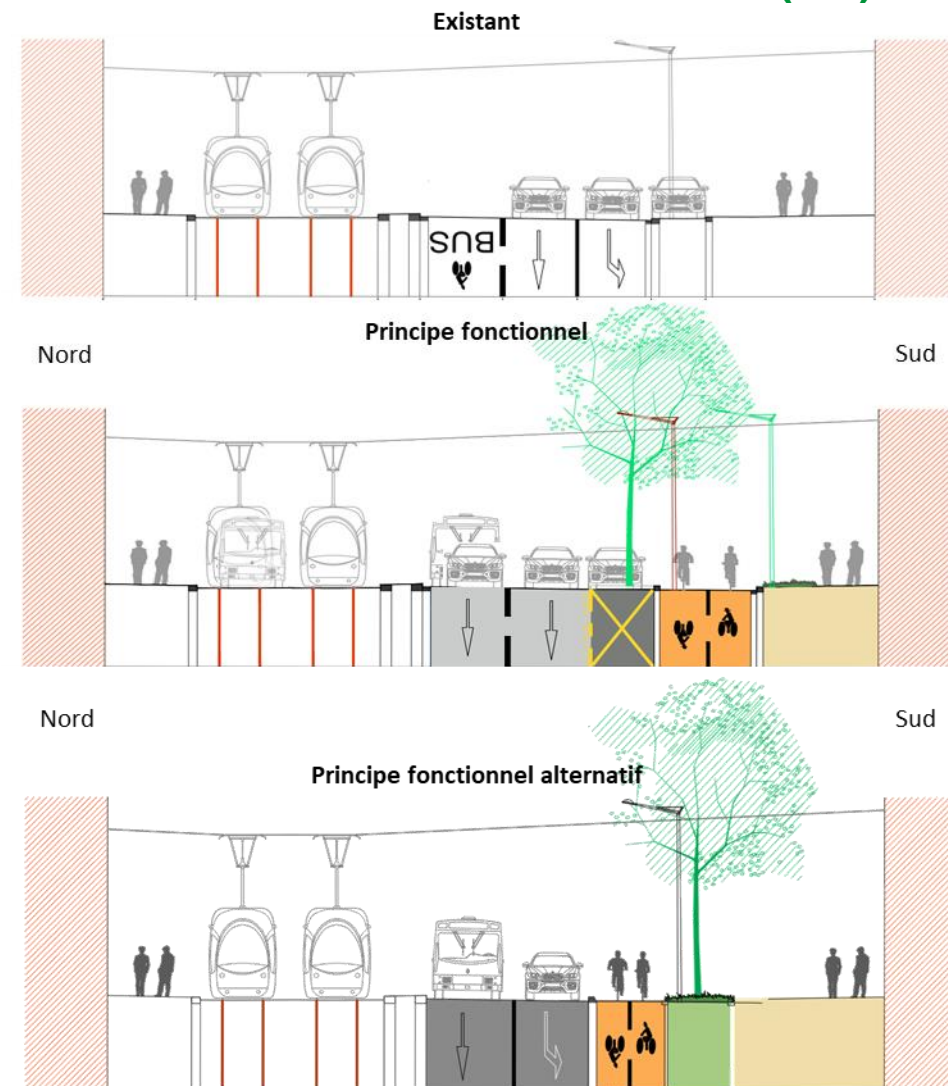 Existant
BUS
Principe fonctionnel
Nord
Sud
Nord
Sud
Principe fonctionnel alternatif